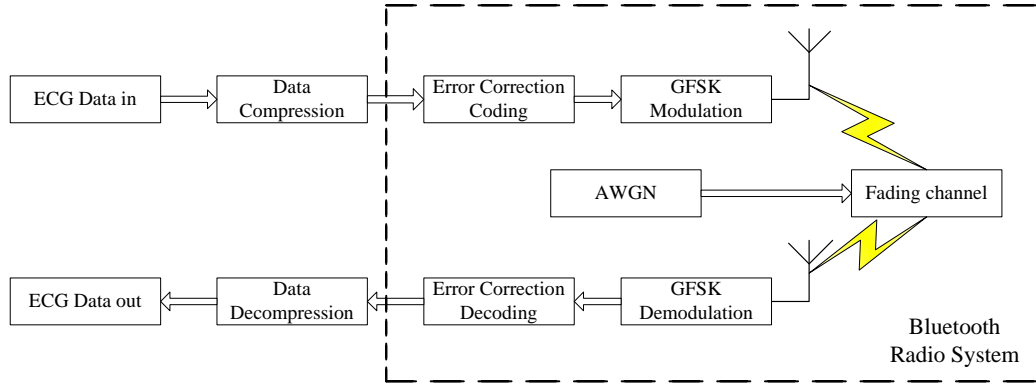 ECG Data in
Data
Compression
Error Correction
Coding
GFSK
Modulation
AWGN
Fading channel
ECG Data out
Data
Decompression
Error Correction
Decoding
GFSK
Demodulation
Bluetooth
Radio System